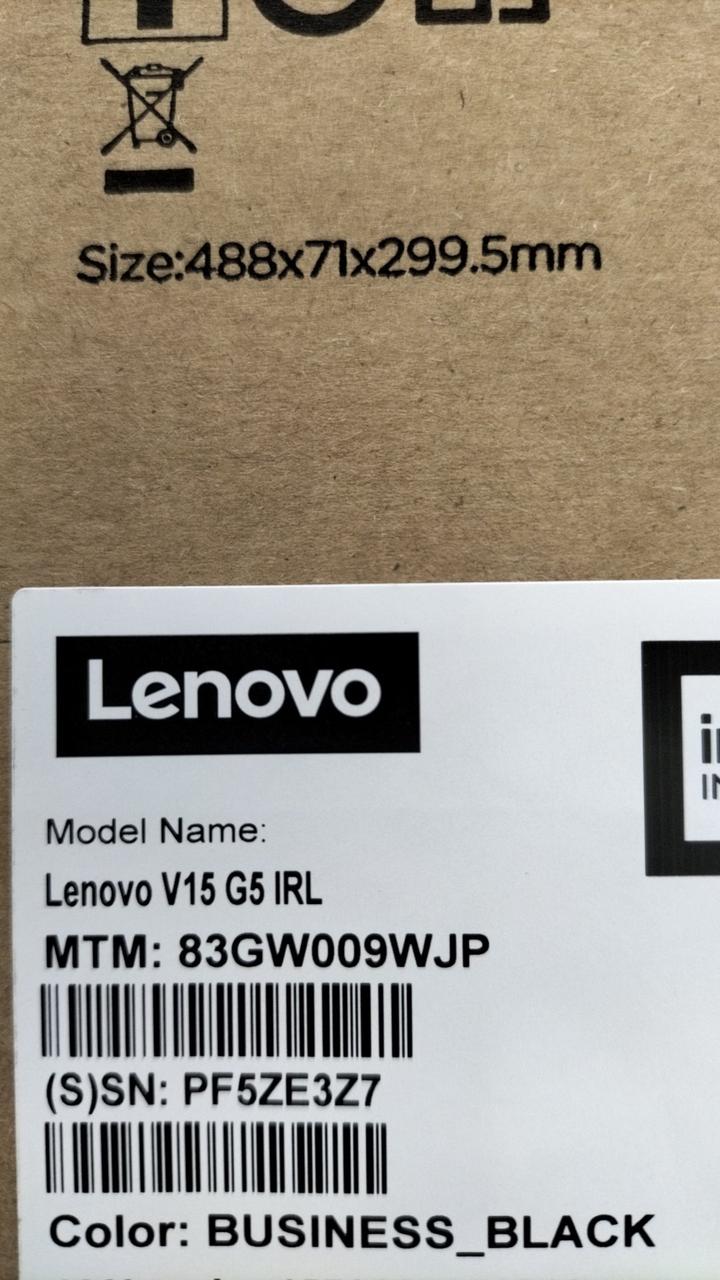 Size:488x71x299.5mm
Lenovo
Model Name:
Lenovo V15 G5 IRL
MTM: 83GW009WJP
(S)SN: PF5ZE3Z7
Color: BUSINESS_BLACK